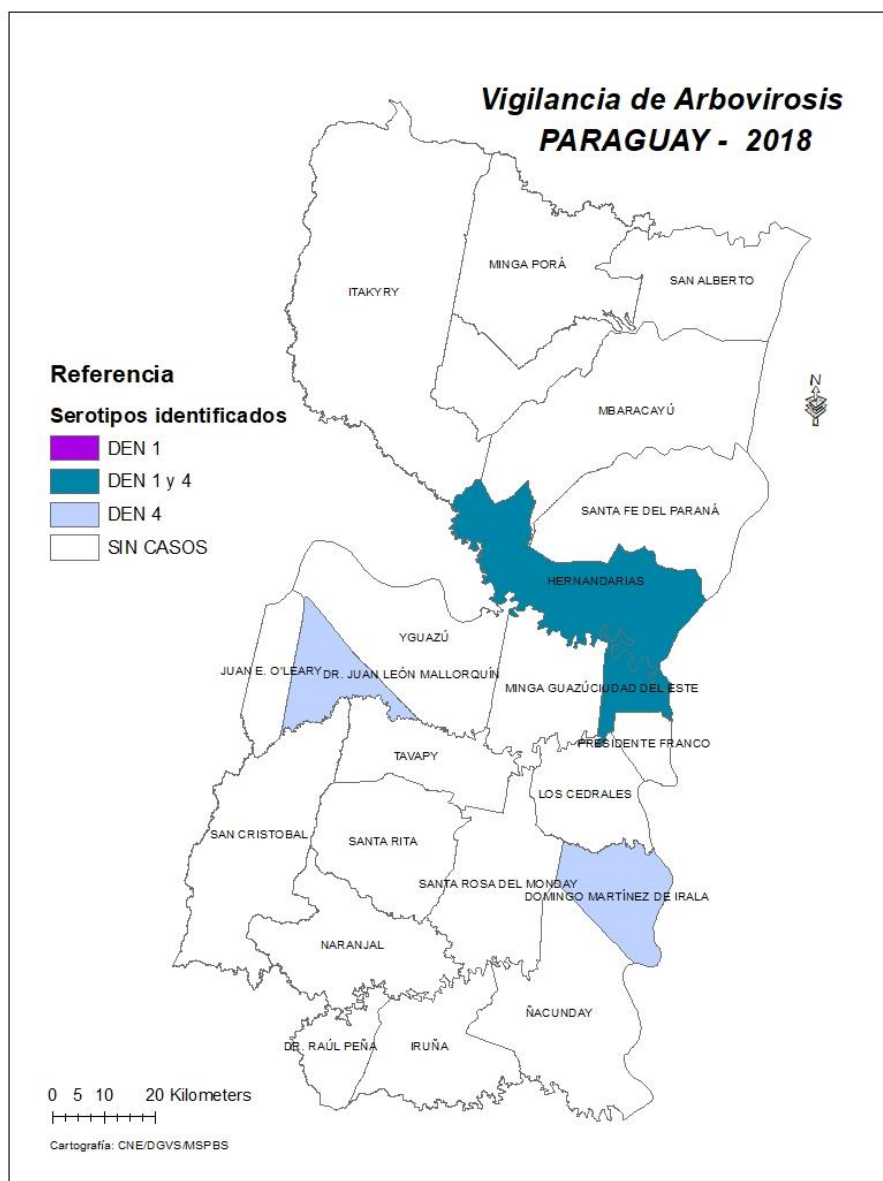 Vigilancia de Arbovirosis
PARAGUAY - 2018
MINGA PORÁ
SAN ALBERTO
ITAKYRY
N
Referencia
Serotipos identificados
DEN 1
DEN 1 y 4
DEN 4
SIN CASOS
MBARACAYÚ
SANTA FE DEL PARANÁ
HERNANDARIAS
YGUAZÚ
JUAN E. O'LEARY
DR. JUAN LEÓN MALLORQUÍN
MINGA GUAZÚ
CIUDAD DEL ESTE
PRESIDENTE FRANCO
TAVAPY
LOS CEDRALES
SAN CRISTOBAL
SANTA RITA
SANTA ROSA DEL MONDAY
DOMINGO MARTÍNEZ DE IRALA
NARANJAL
ÑACUNDAY
DR. RAÚL PEÑA
IRUÑA
0 5 10 20 Kilometers
Cartografía: CNE/DGVS/MSPBS